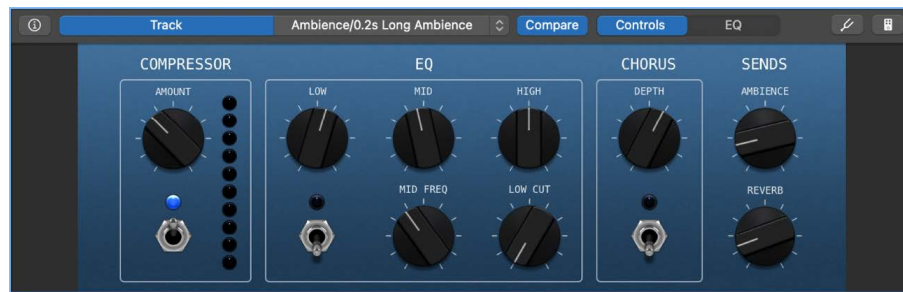 Track
Ambience/0.2s Long Ambience
Compare
Controls
EQ
COMPRESSOR
EQ
CHORUS
SENDS
AMOUNT
LOW
MID
HIGH
DEPTH
AMBIENCE
MID FREQ
LOW CUT
REVERB